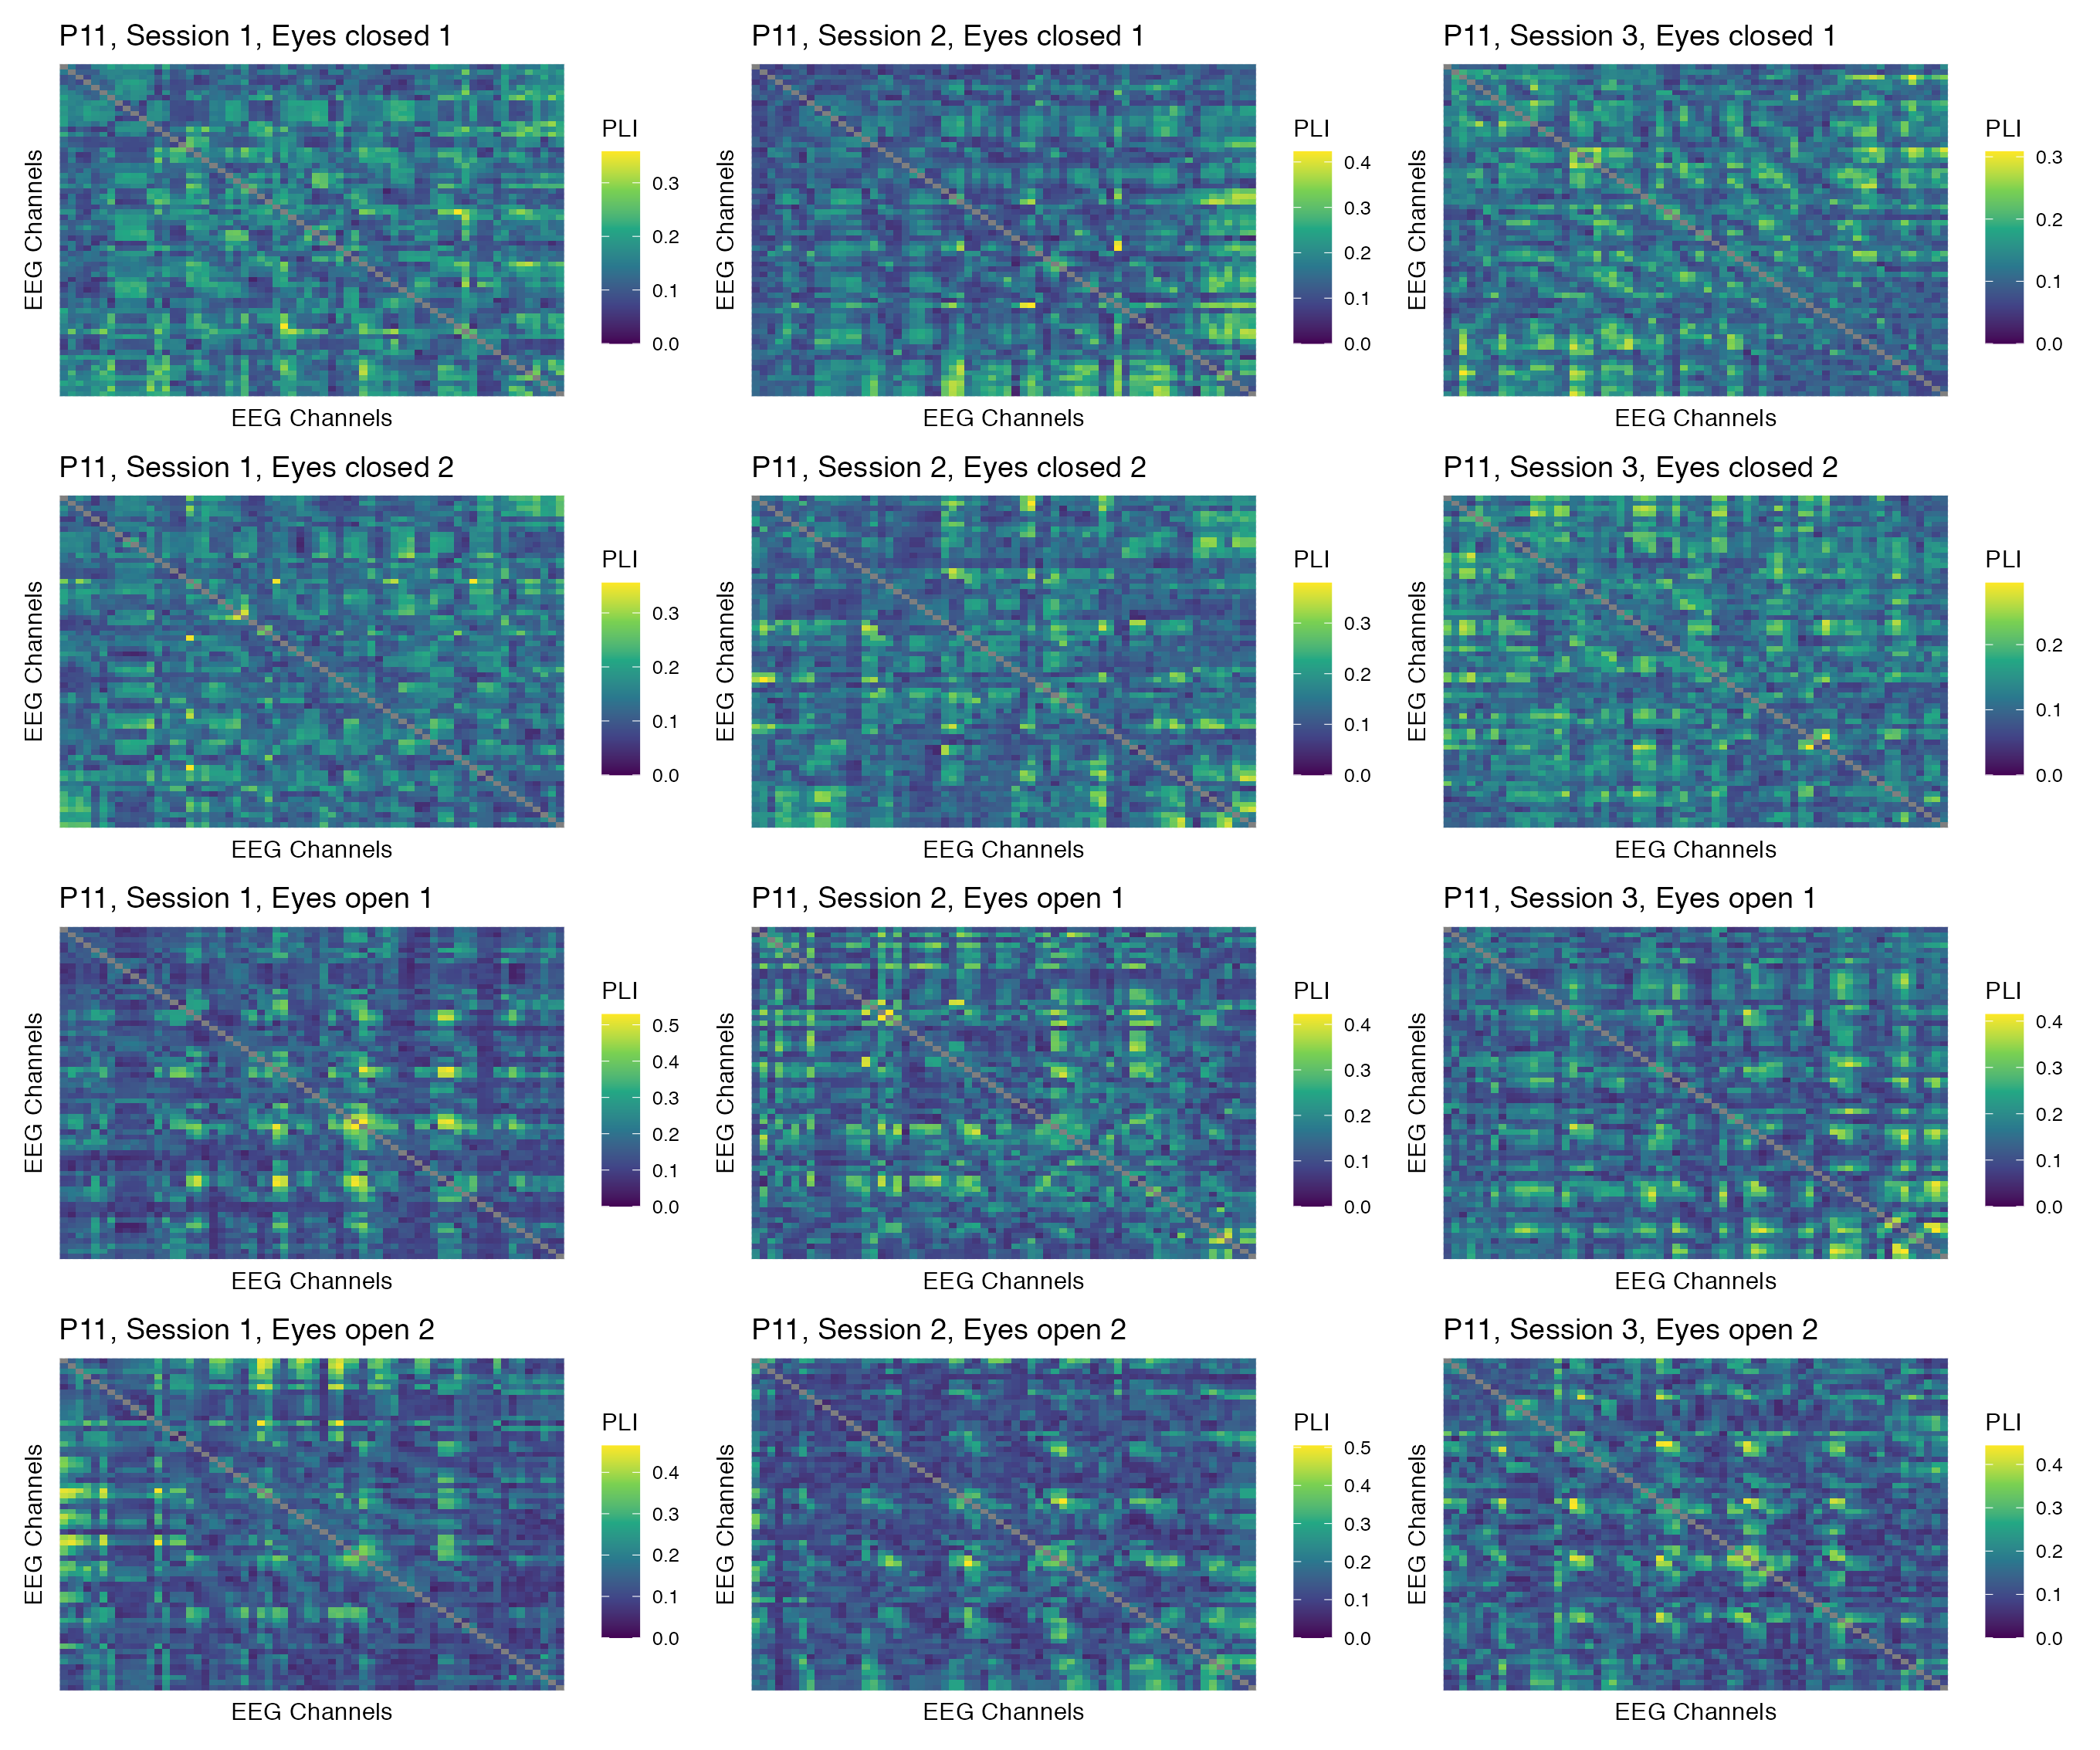 P11, Session 1, Eyes closed 1
EEG Channels
EEG Channels
PLI
0.3
0.2
0.1
0.0
P11, Session 2, Eyes closed 1
EEG Channels
EEG Channels
PLI
0.4
0.3
0.2
0.1
0.0
P11, Session 3, Eyes closed 1
EEG Channels
EEG Channels
PLI
0.3
0.2
0.1
0.0
P11, Session 1, Eyes closed 2
EEG Channels
EEG Channels
PLI
0.3
0.2
0.1
0.0
P11, Session 2, Eyes closed 2
EEG Channels
EEG Channels
PLI
0.3
0.2
0.1
0.0
P11, Session 3, Eyes closed 2
EEG Channels
EEG Channels
PLI
0.2
0.1
0.0
P11, Session 1, Eyes open 1
EEG Channels
EEG Channels
PLI
0.5
0.4
0.3
0.2
0.1
0.0
P11, Session 2, Eyes open 1
EEG Channels
EEG Channels
PLI
0.4
0.3
0.2
0.1
0.0
P11, Session 3, Eyes open 1
EEG Channels
EEG Channels
PLI
0.4
0.3
0.2
0.1
0.0
P11, Session 1, Eyes open 2
EEG Channels
EEG Channels
PLI
0.4
0.3
0.2
0.1
0.0
P11, Session 2, Eyes open 2
EEG Channels
EEG Channels
PLI
0.5
0.4
0.3
0.2
0.1
0.0
P11, Session 3, Eyes open 2
EEG Channels
EEG Channels
PLI
0.4
0.3
0.2
0.1
0.0